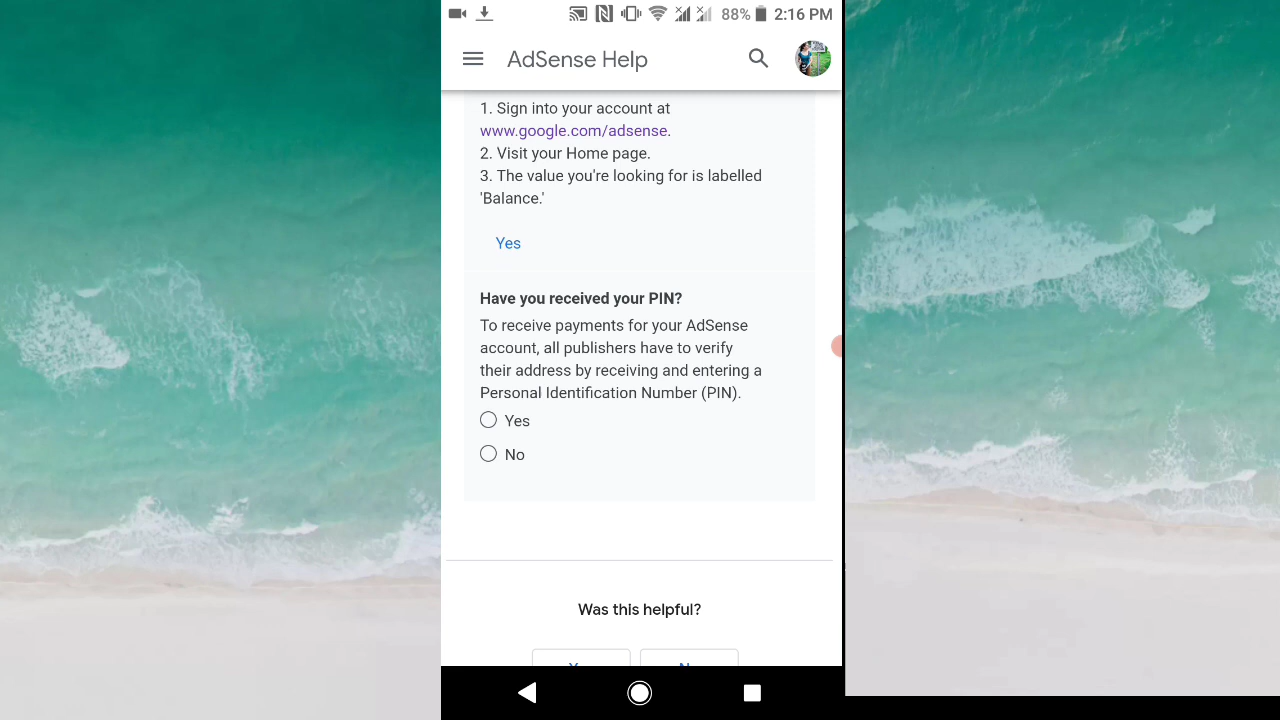 88% 2:16 PM
AdSense Help
1. Sign into your account at
www.google.com/adsense.
2. Visit your Home page.
3. The value you're looking for is labelled
'Balance.'
Yes
Have you received your PIN?
To receive payments for your AdSense
account, all publishers have to verify
their address by receiving and entering a
Personal Identification Number (PIN).
Yes
No
Was this helpful?